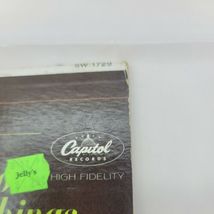 SW 1729
Capitol
RECORDS
Jelly's
HIGH FIDELITY